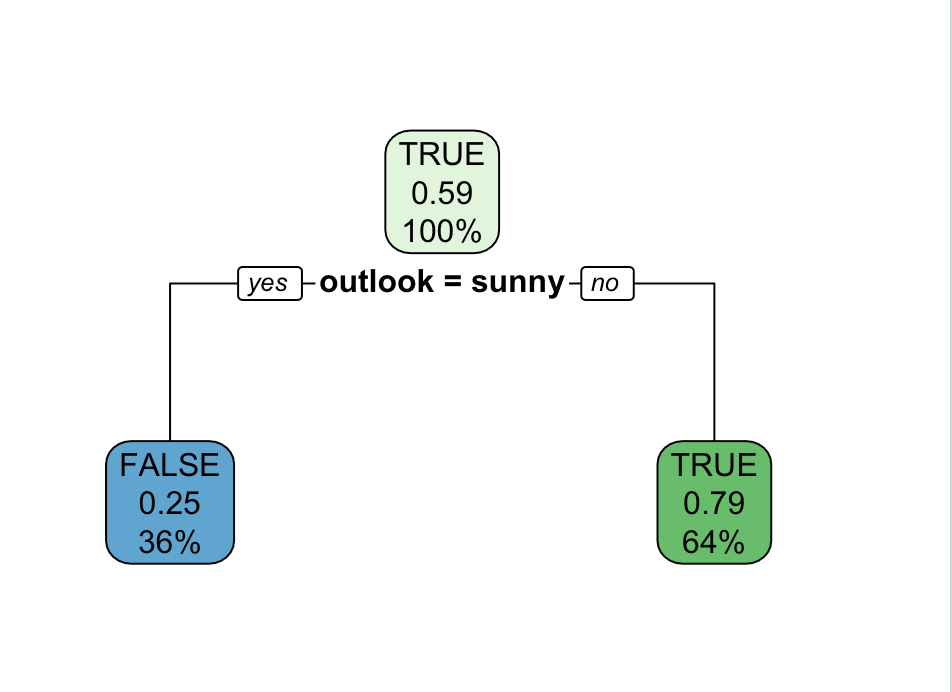 TRUE
0.59
100%
yes outlook = sunny no
FALSE
0.25
36%
TRUE
0.79
64%